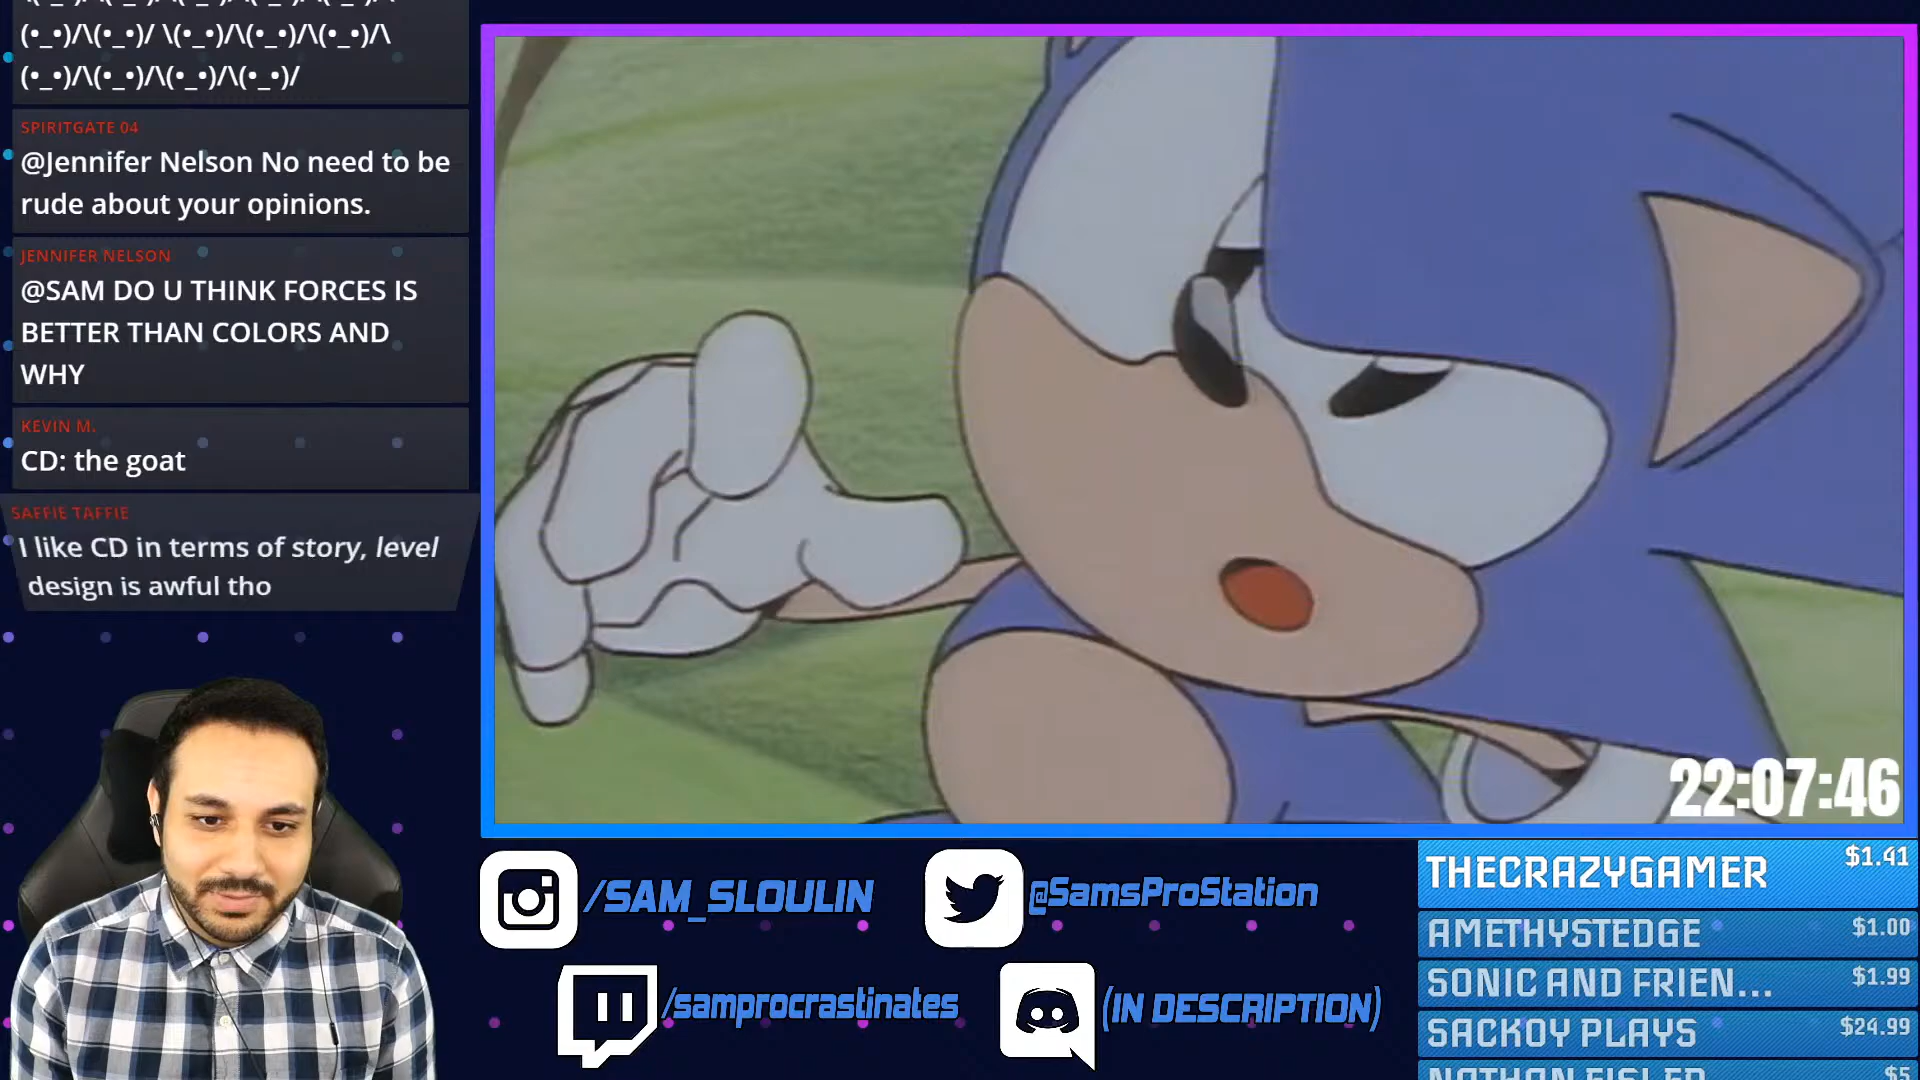 (•_•)/\(•_•)/ \(•_•)/\(•_•)/\(•_•)/\
(•_•)/\(•_•)/\(•_•)/\(•_•)/
SPIRITGATE 04
@Jennifer Nelson No need to be
rude about your opinions.
JENNIFER NELSON
@SAM DO U THINK FORCES IS
BETTER THAN COLORS AND
WHY
KEVIN M.
CD: the goat
SAFFIE TAFFIE
I like CD in terms of story, level
design is awful tho
22:07:46
/SAM_SLOULIN
@SamsProStation
/samprocrastinates
(IN DESCRIPTION)
THECRAZYGAMER $1.41
AMETHYSTEDGE $1.00
SONIC AND FRIEN... $1.99
SACKOY PLAYS $24.99
NATHAN EISLER $5